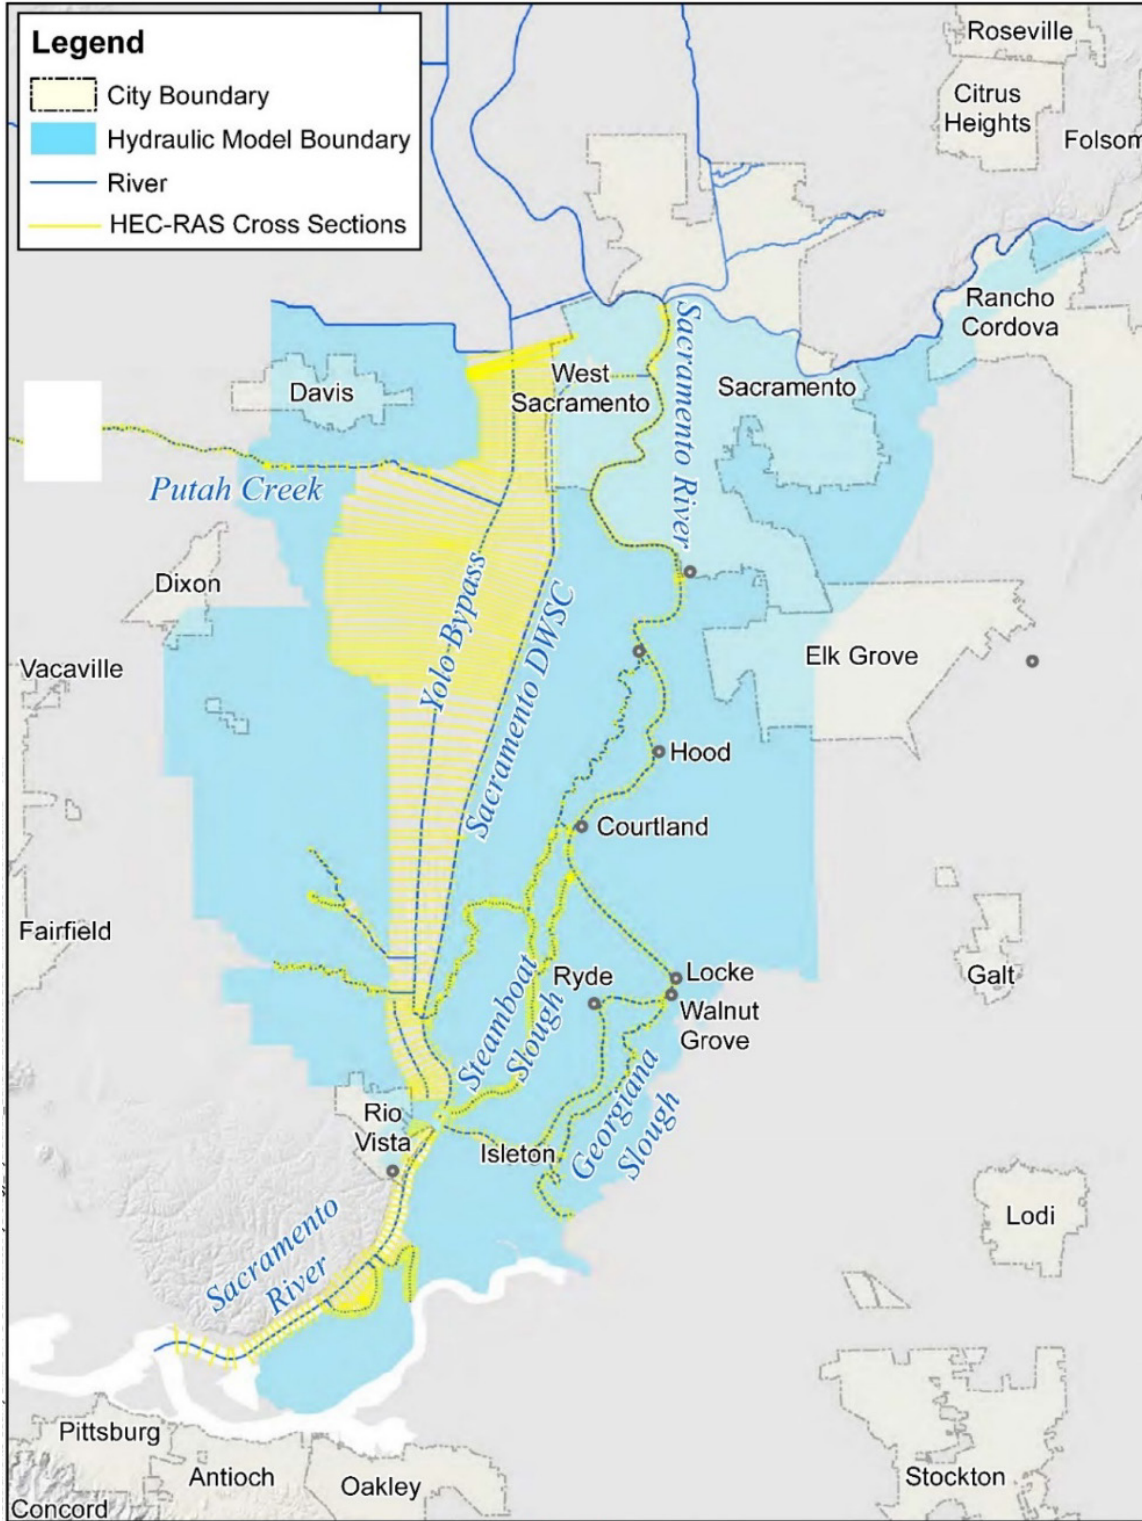 Legend
City Boundary
Hydraulic Model Boundary
River
HEC-RAS Cross Sections
Roseville
Citrus
Heights
Folsom
Rancho
Cordova
Sacramento River
West
Sacramento
Sacramento
Davis
Putah Creek
Dixon
Yolo Bypass
Sacramento DWSC
Elk Grove
Vacaville
Hood
Courtland
Fairfield
Galt
Locke
Ryde
Walnut
Grove
Steamboat
Slough
Georgiana
Slough
Rio
Vista
Isleton
Lodi
Sacramento
River
Pittsburg
Antioch
Oakley
Stockton
Concord